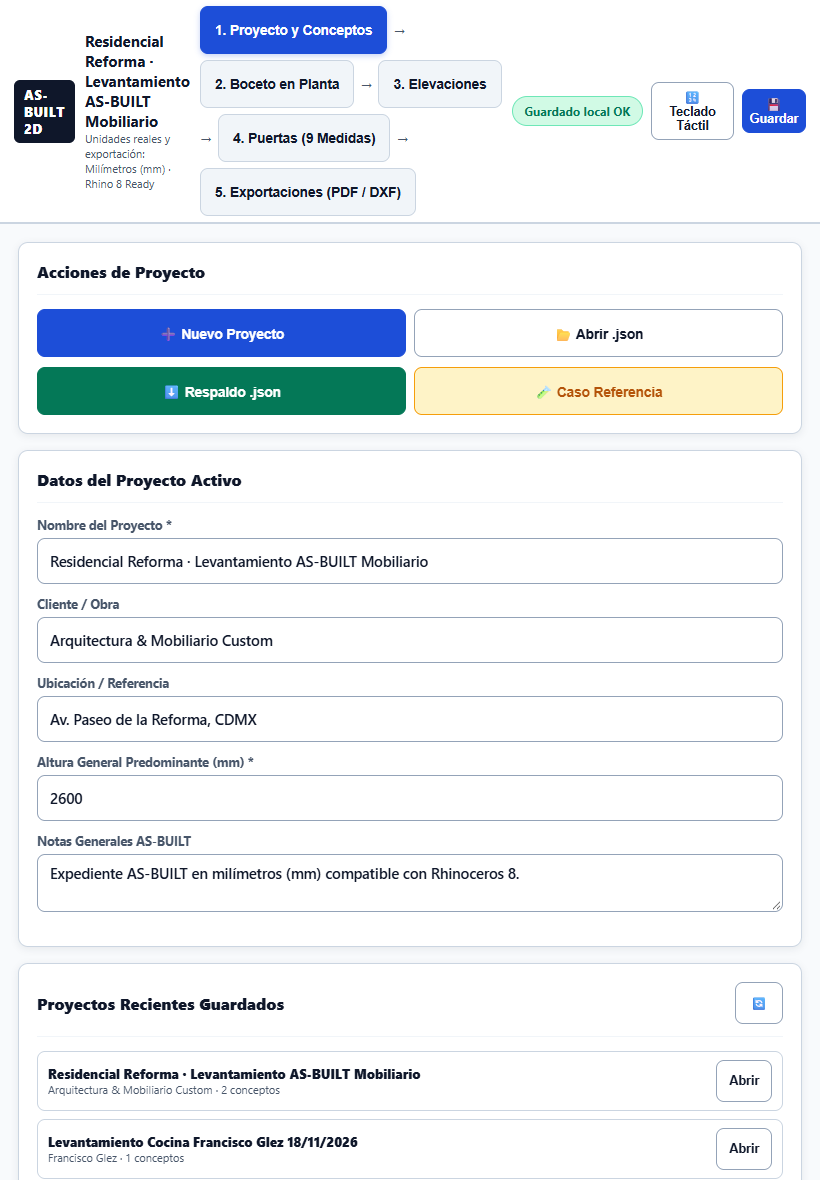 AS-
BUILT
2D
Residencial
Reforma ·
Levantamiento
AS-BUILT
Mobiliario
Unidades reales y
exportación:
Milímetros (mm) ·
Rhino 8 Ready
1. Proyecto y Conceptos →
2. Boceto en Planta → 3. Elevaciones
→ 4. Puertas (9 Medidas) →
5. Exportaciones (PDF / DXF)
Guardado local OK
Teclado
Táctil
Guardar
Acciones de Proyecto
Nuevo Proyecto
Abrir .json
Respaldo .json
Caso Referencia
Datos del Proyecto Activo
Nombre del Proyecto *
Residencial Reforma · Levantamiento AS-BUILT Mobiliario
Cliente / Obra
Arquitectura & Mobiliario Custom
Ubicación / Referencia
Av. Paseo de la Reforma, CDMX
Altura General Predominante (mm) *
2600
Notas Generales AS-BUILT
Expediente AS-BUILT en milímetros (mm) compatible con Rhinoceros 8.
Proyectos Recientes Guardados
Residencial Reforma · Levantamiento AS-BUILT Mobiliario
Arquitectura & Mobiliario Custom · 2 conceptos
Abrir
Levantamiento Cocina Francisco Glez 18/11/2026
Francisco Glez · 1 conceptos
Abrir